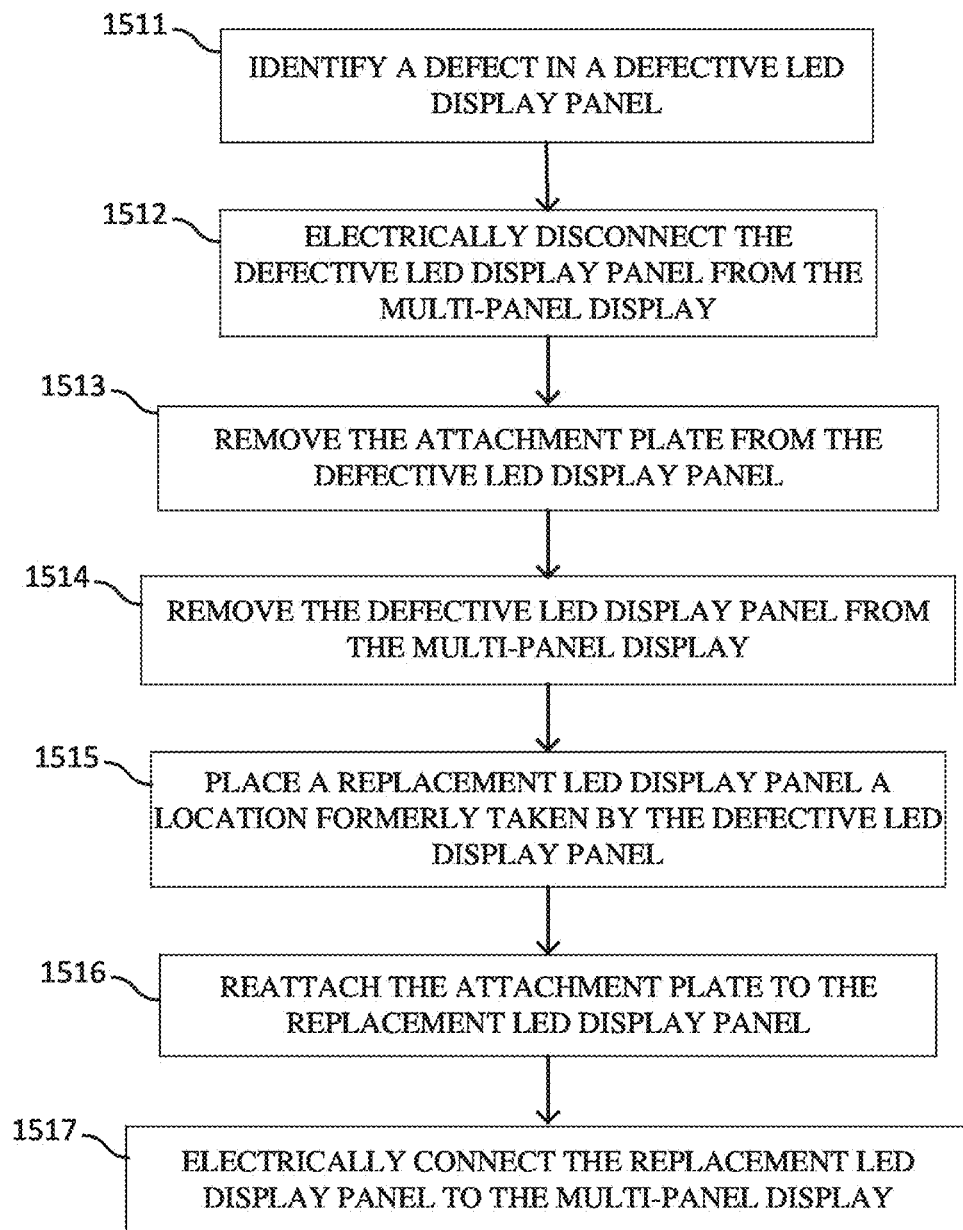 1511
IDENTIFY A DEFECT IN A DEFECTIVE LED
DISPLAY PANEL
1512
ELECTRICALLY DISCONNECT THE
DEFECTIVE LED DISPLAY PANEL FROM THE
MULTI-PANEL DISPLAY
1513
REMOVE THE ATTACHMENT PLATE FROM THE
DEFECTIVE LED DISPLAY PANEL
1514
REMOVE THE DEFECTIVE LED DISPLAY PANEL FROM
THE MULTI-PANEL DISPLAY
1515
PLACE A REPLACEMENT LED DISPLAY PANEL A
LOCATION FORMERLY TAKEN BY THE DEFECTIVE LED
DISPLAY PANEL
1516
REATTACH THE ATTACHMENT PLATE TO THE
REPLACEMENT LED DISPLAY PANEL
1517
ELECTRICALLY CONNECT THE REPLACEMENT LED
DISPLAY PANEL TO THE MULTI-PANEL DISPLAY